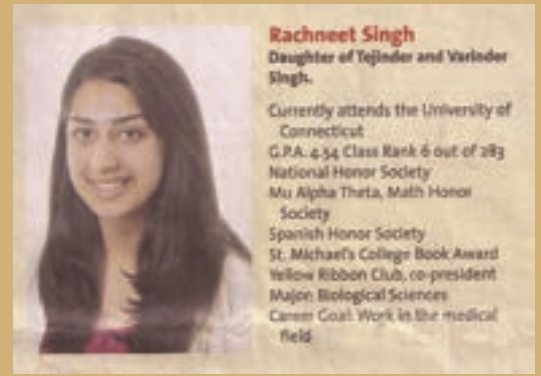 Rachneet Singh
Daughter of Tejinder and Varinder
Singh.
Currently attends the University of
Connecticut
G.P.A. 4.54 Class Rank 6 out of 283
National Honor Society
Mu Alpha Theta, Math Honor
Society
Spanish Honor Society
St. Michael's College Book Award
Yellow Ribbon Club, co-president
Major: Biological Sciences
Career Goal: Work in the medical
field